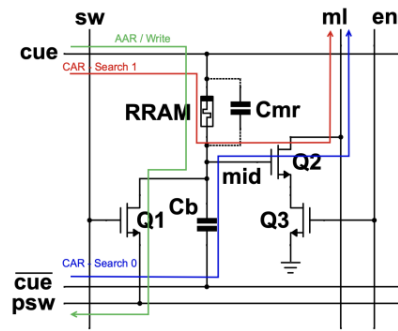 sw ml en
AAR / Write
cue
CAR - Search 1
RRAM Cmr
Q2
mid
Q1 Cb Q3
CAR - Search 0
c̅u̅e̅
psw